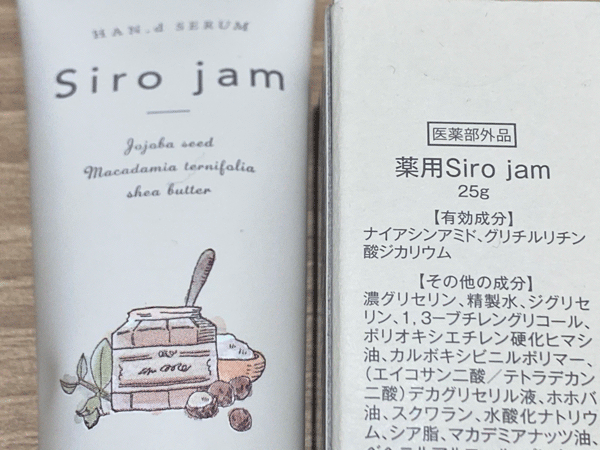 HAN.d SERUM
Siro jam
Jojoba seed
Macadamia ternifolia
shea butter
医薬部外品
薬用Siro jam
25g
【有効成分】
ナイアシンアミド、グリチルリチン
酸ジカリウム
【その他の成分】
濃グリセリン、精製水、ジグリセ
リン、1,3ーブチレングリコール、
ポリオキシエチレン硬化ヒマシ
油、カルボキシビニルポリマー、
(エイコサン二酸/テトラデカン
二酸)デカグリセリル液、ホホバ
油、スクワラン、水酸化ナトリウ
ム、シア脂、マカデミアナッツ油、